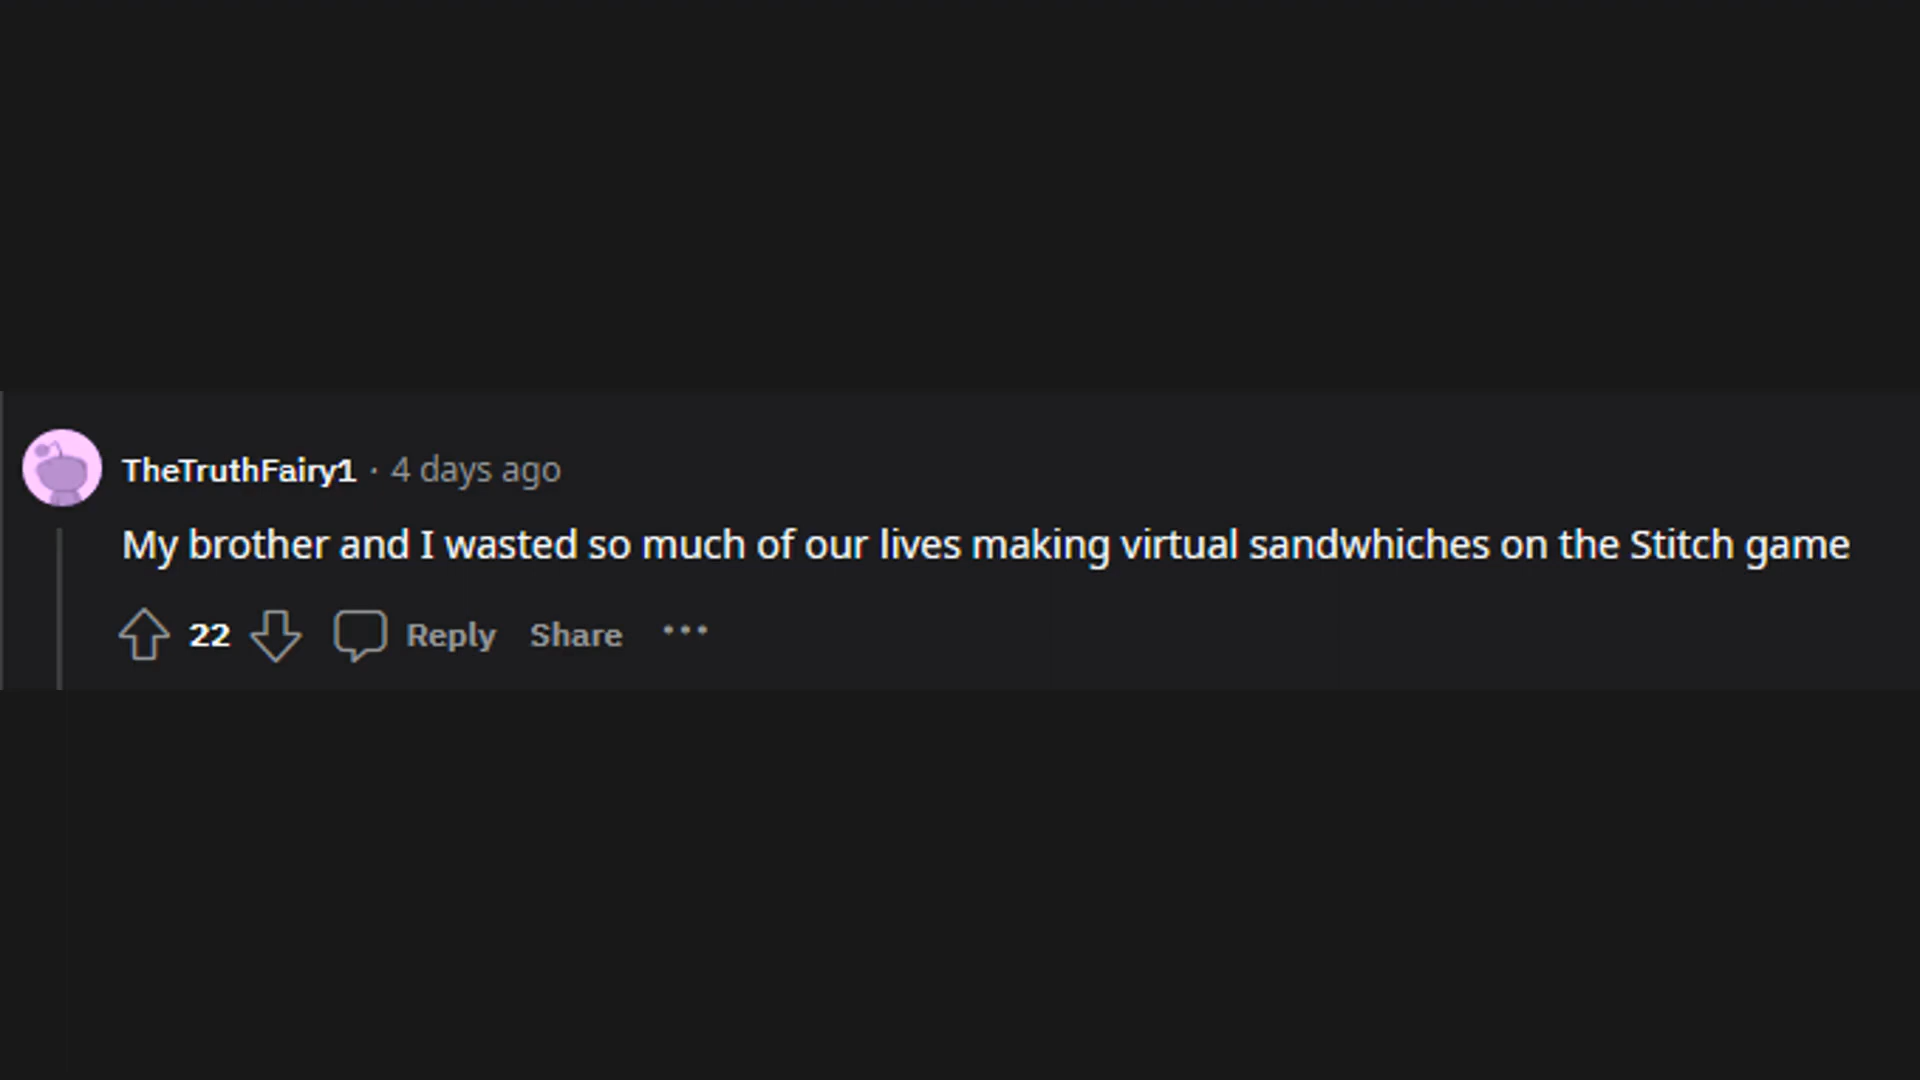 TheTruthFairy1 · 4 days ago
My brother and I wasted so much of our lives making virtual sandwhiches on the Stitch game
22 Reply Share ···